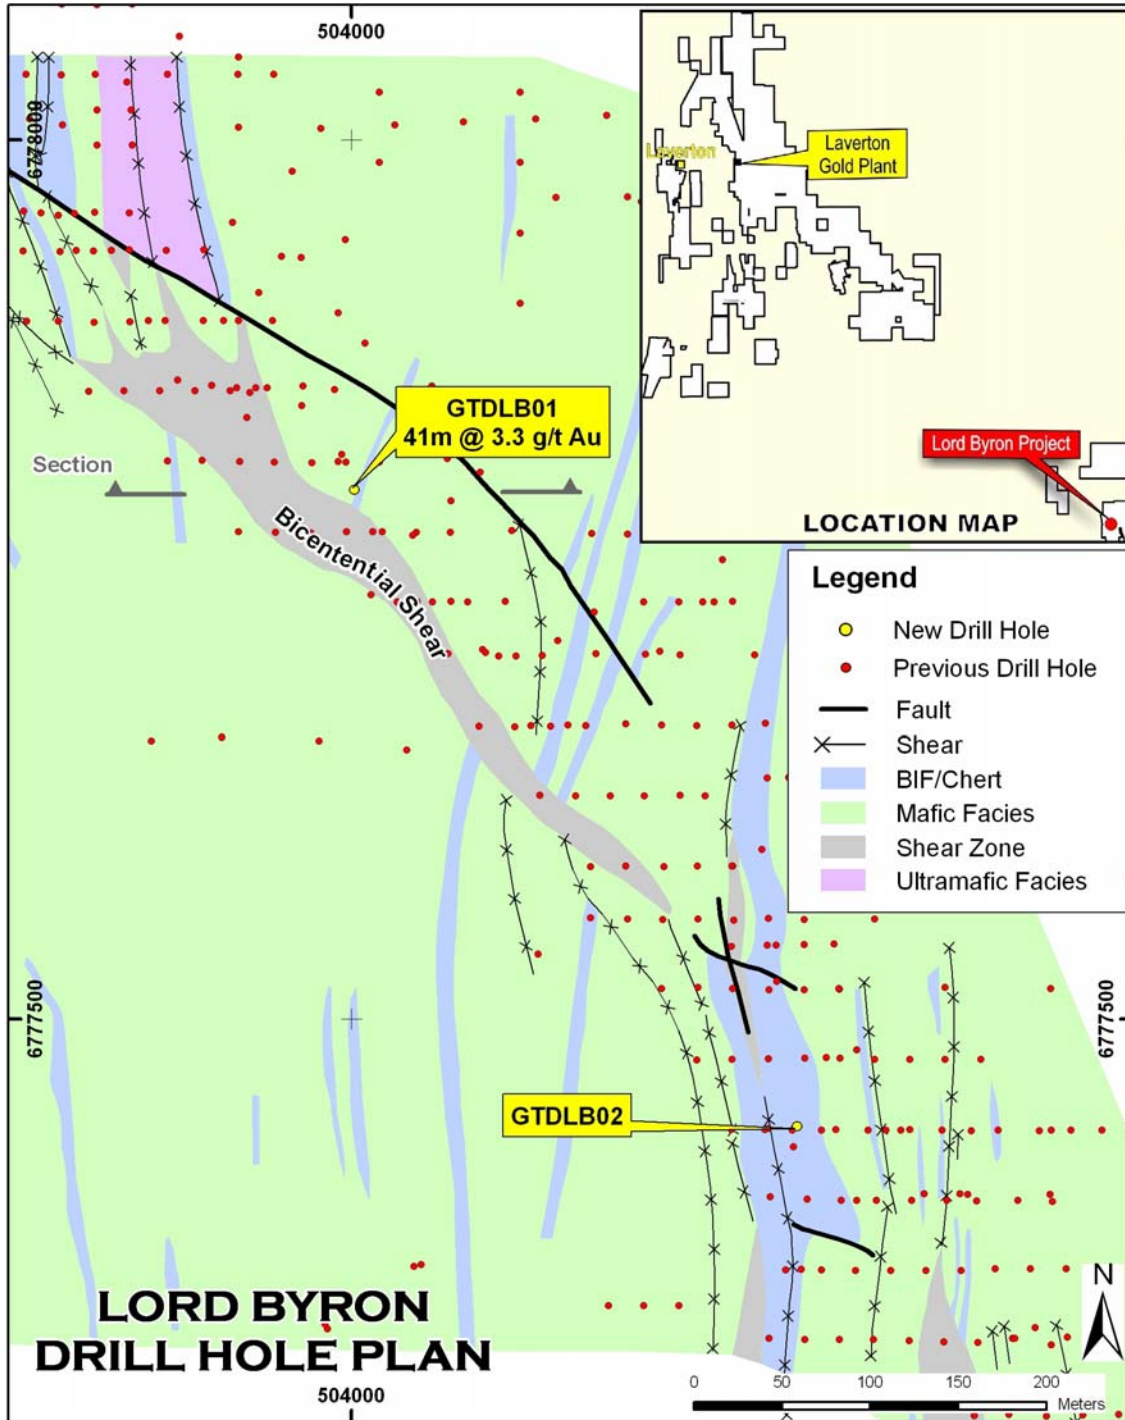 504000
6778000
Laverton
Laverton
Gold Plant
GTDLB01
41m @ 3.3 g/t Au
Lord Byron Project
LOCATION MAP
Section
Bicentential Shear
Legend
New Drill Hole
Previous Drill Hole
Fault
Shear
BIF/Chert
Mafic Facies
Shear Zone
Ultramafic Facies
6777500
6777500
GTDLB02
N
LORD BYRON
DRILL HOLE PLAN
0 50 100 150 200
Meters
504000